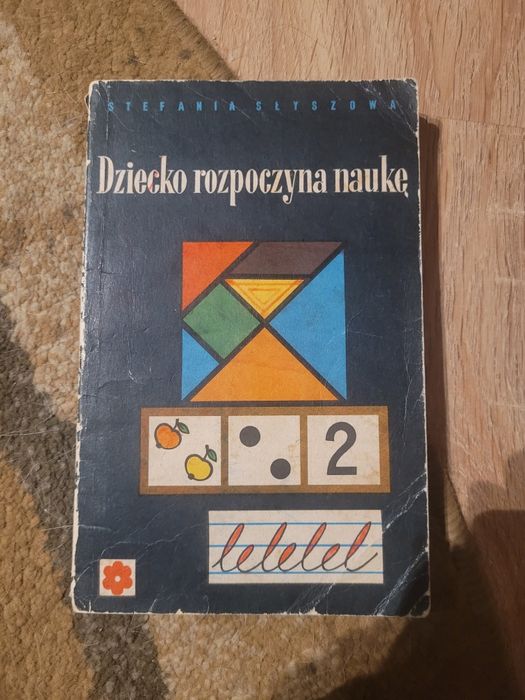 STEFANIA SŁYSZOWA
Dziecko rozpoczyna naukę
2
lelelel